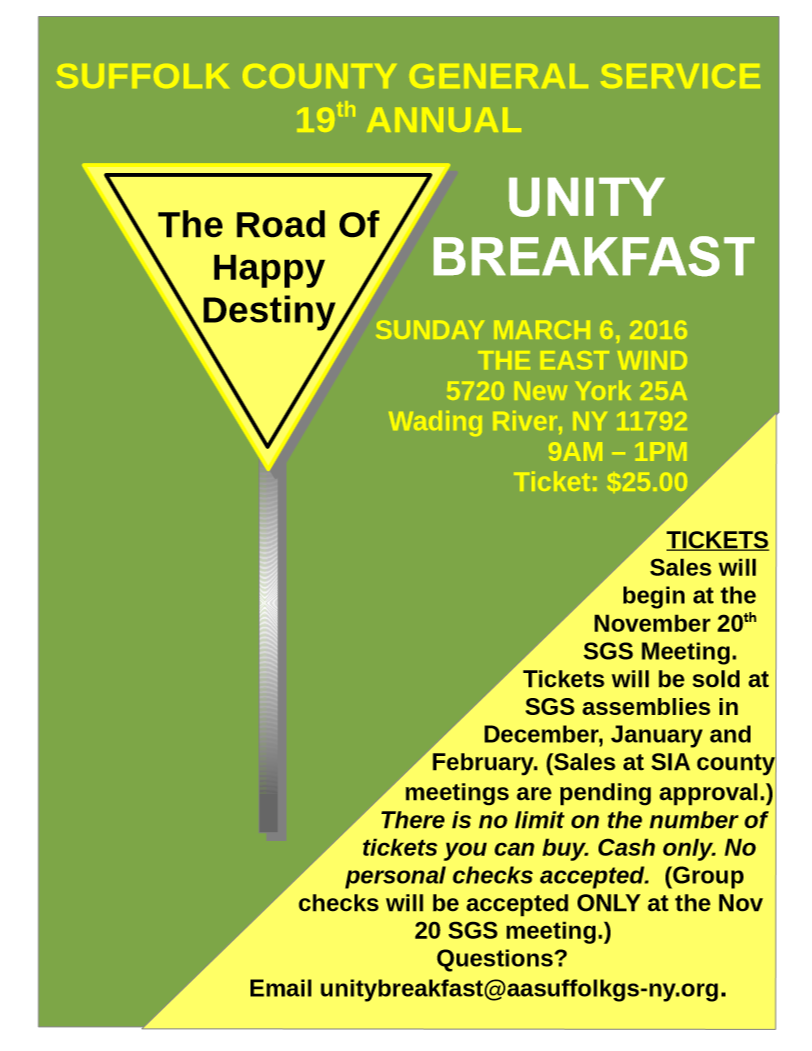 SUFFOLK COUNTY GENERAL SERVICE
19th ANNUAL
The Road Of
Happy
Destiny
UNITY
BREAKFAST
SUNDAY MARCH 6, 2016
THE EAST WIND
5720 New York 25A
Wading River, NY 11792
9AM – 1PM
Ticket: $25.00
TICKETS
Sales will
begin at the
November 20th
SGS Meeting.
Tickets will be sold at
SGS assemblies in
December, January and
February. (Sales at SIA county
meetings are pending approval.)
There is no limit on the number of
tickets you can buy. Cash only. No
personal checks accepted. (Group
checks will be accepted ONLY at the Nov
20 SGS meeting.)
Questions?
Email unitybreakfast@aasuffolkgs-ny.org.